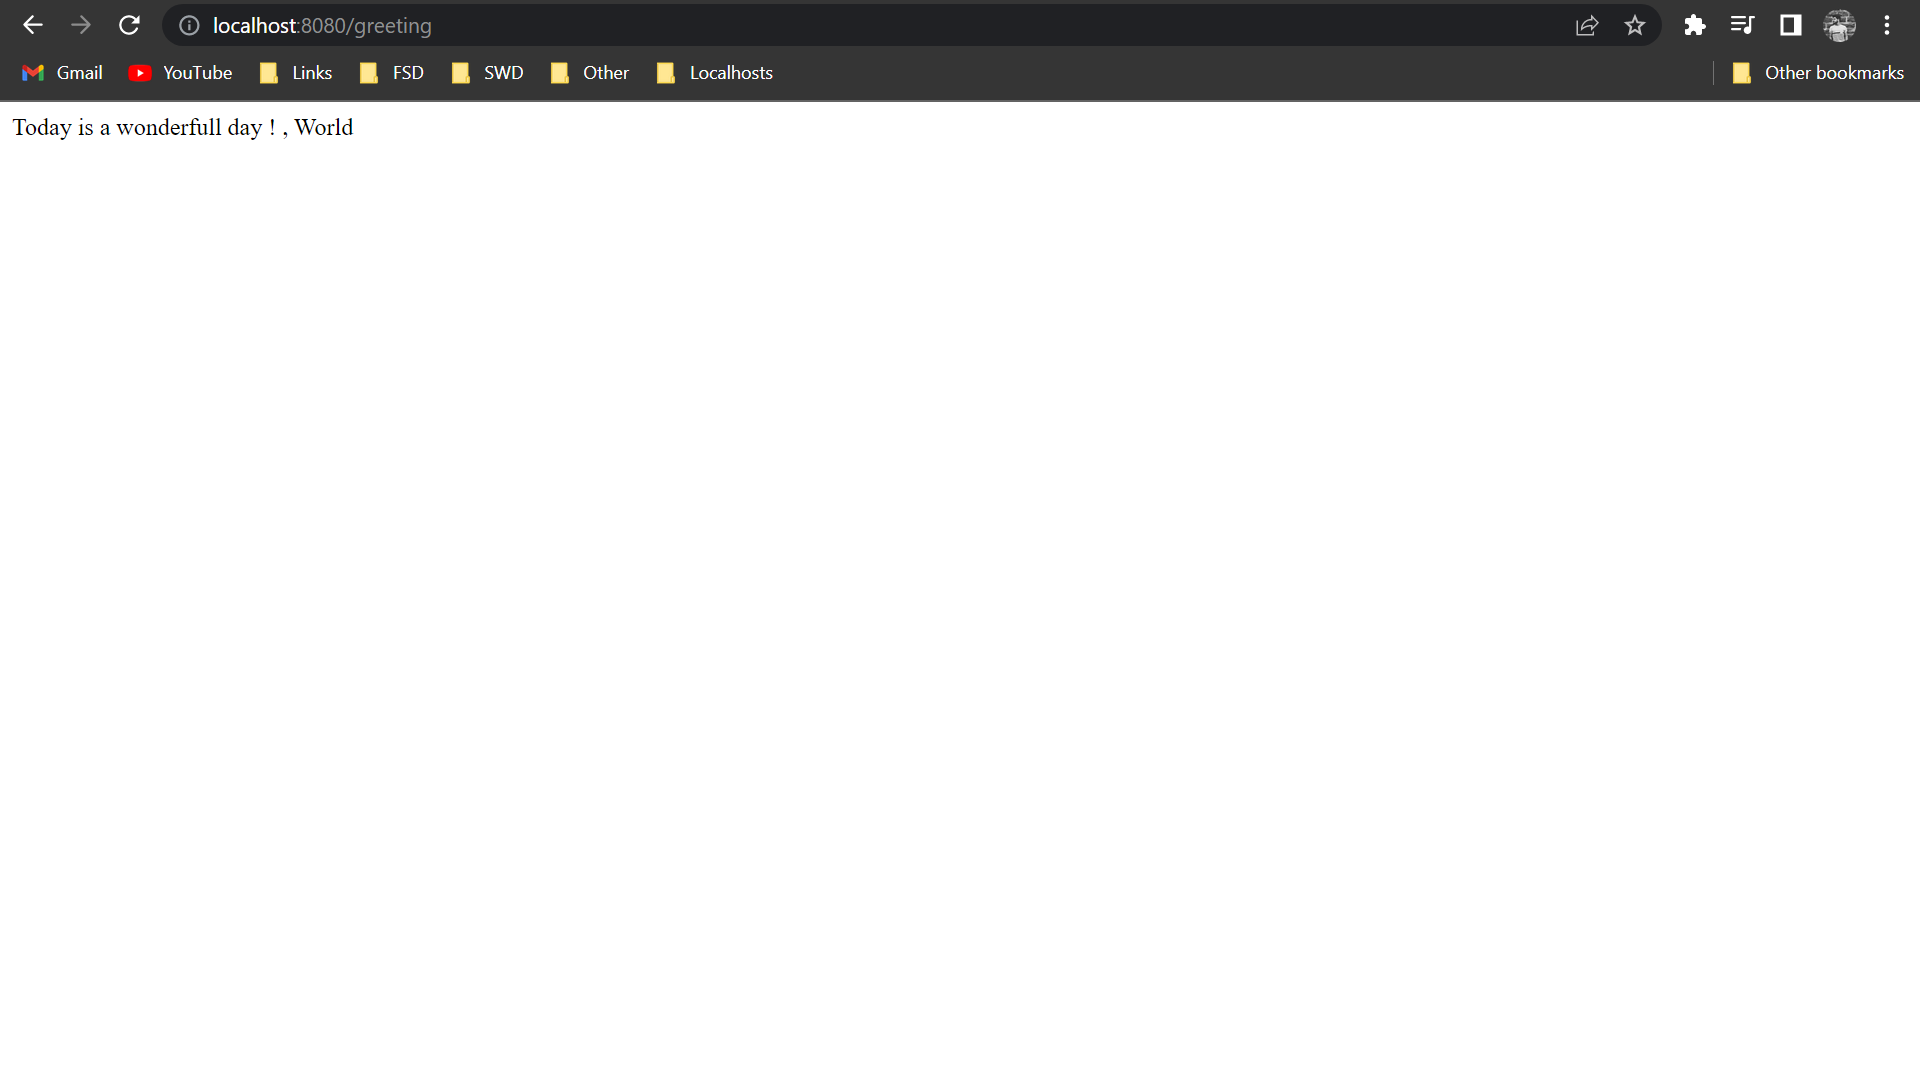 localhost:8080/greeting
Gmail YouTube Links FSD SWD Other Localhosts Other bookmarks
Today is a wonderfull day ! , World